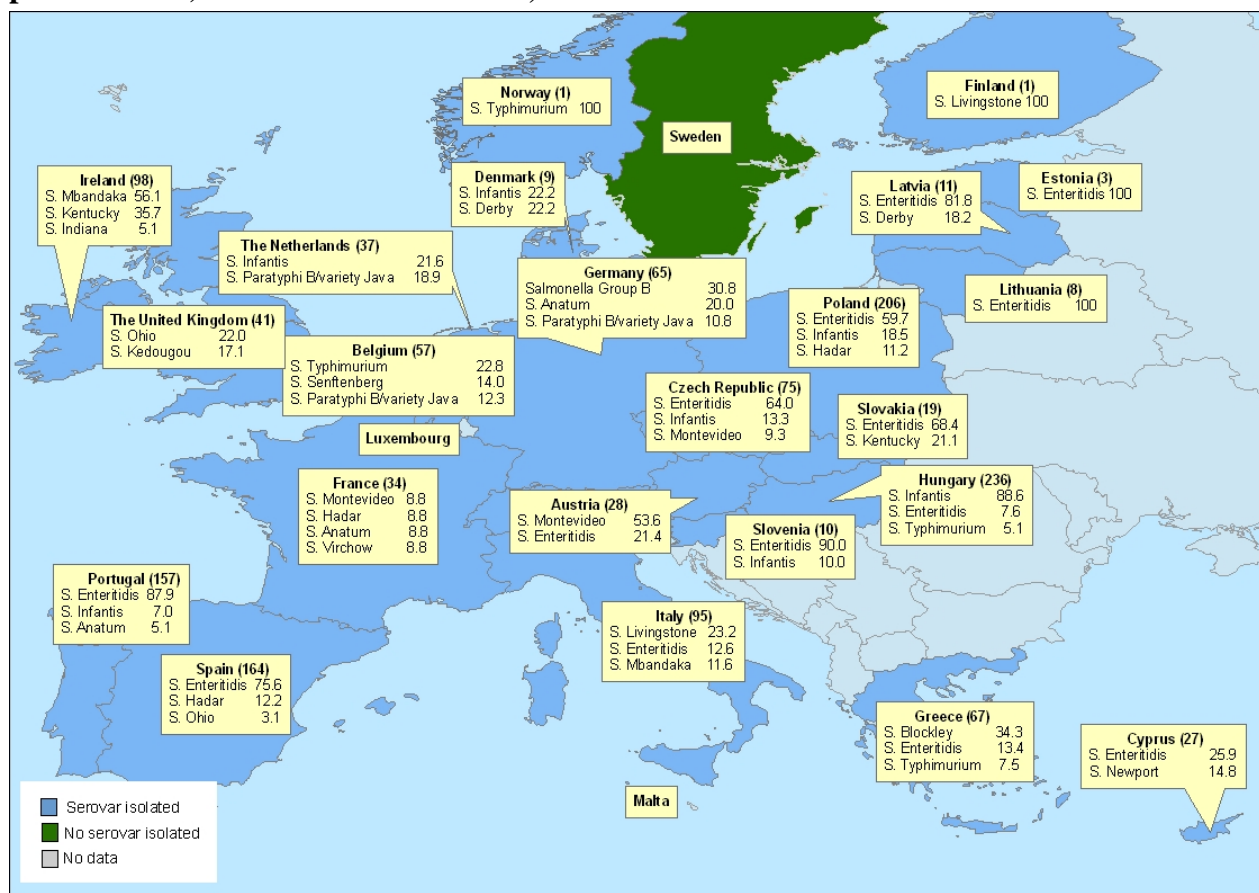 Norway (1)
S. Typhimurium 100
Finland (1)
S. Livingstone 100
Sweden
Ireland (98)
S. Mbandaka 56.1
S. Kentucky 35.7
S. Indiana 5.1
Denmark (9)
S. Infantis 22.2
S. Derby 22.2
Latvia (11)
S. Enteritidis 81.8
S. Derby 18.2
Estonia (3)
S. Enteritidis 100
The Netherlands (37)
S. Infantis 21.6
S. Paratyphi B/variety Java 18.9
Germany (65)
Salmonella Group B 30.8
S. Anatum 20.0
S. Paratyphi B/variety Java 10.8
Lithuania (8)
S. Enteritidis 100
Poland (206)
S. Enteritidis 59.7
S. Infantis 18.5
S. Hadar 11.2
The United Kingdom (41)
S. Ohio 22.0
S. Kedougou 17.1
Belgium (57)
S. Typhimurium 22.8
S. Senftenberg 14.0
S. Paratyphi B/variety Java 12.3
Czech Republic (75)
S. Enteritidis 64.0
S. Infantis 13.3
S. Montevideo 9.3
Slovakia (19)
S. Enteritidis 68.4
S. Kentucky 21.1
Luxembourg
France (34)
S. Montevideo 8.8
S. Hadar 8.8
S. Anatum 8.8
S. Virchow 8.8
Austria (28)
S. Montevideo 53.6
S. Enteritidis 21.4
Hungary (236)
S. Infantis 88.6
S. Enteritidis 7.6
S. Typhimurium 5.1
Slovenia (10)
S. Enteritidis 90.0
S. Infantis 10.0
Portugal (157)
S. Enteritidis 87.9
S. Infantis 7.0
S. Anatum 5.1
Italy (95)
S. Livingstone 23.2
S. Enteritidis 12.6
S. Mbandaka 11.6
Spain (164)
S. Enteritidis 75.6
S. Hadar 12.2
S. Ohio 3.1
Greece (67)
S. Blockley 34.3
S. Enteritidis 13.4
S. Typhimurium 7.5
Cyprus (27)
S. Enteritidis 25.9
S. Newport 14.8
Malta
Serovar isolated
No serovar isolated
No data